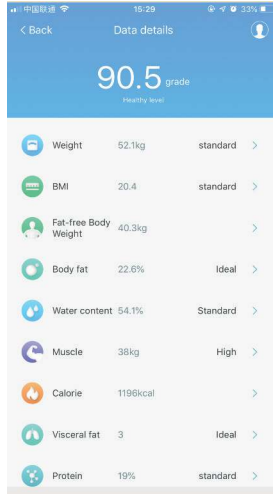 中国联通 15:29 33%
Back Data details
90.5 grade
Healthy level
Weight 52.1kg standard
BMI 20.4 standard
Fat-free Body
Weight 40.3kg
Body fat 22.6% Ideal
Water content 54.1% Standard
Muscle 38kg High
Calorie 1196kcal
Visceral fat 3 Ideal
Protein 19% standard